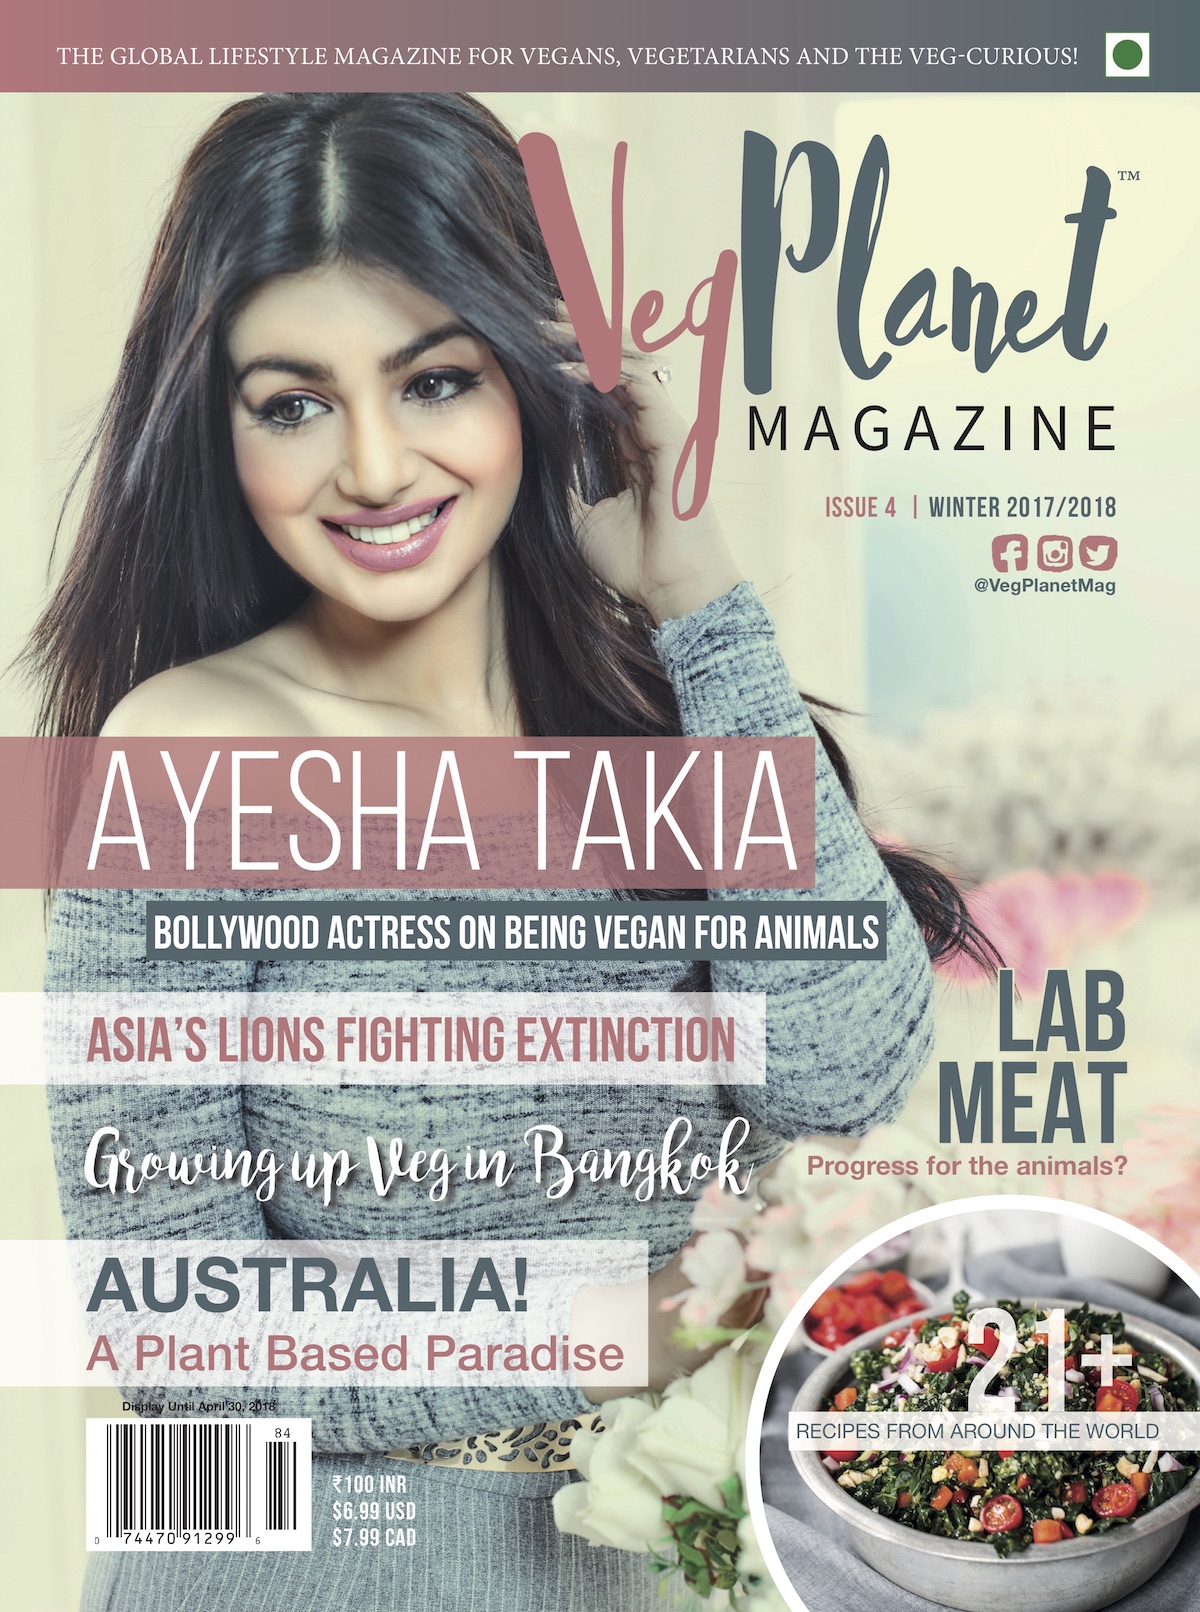 THE GLOBAL LIFESTYLE MAGAZINE FOR VEGANS, VEGETARIANS AND THE VEG-CURIOUS!
VegPlanet™
MAGAZINE
ISSUE 4 | WINTER 2017/2018
@VegPlanetMag
AYESHA TAKIA
BOLLYWOOD ACTRESS ON BEING VEGAN FOR ANIMALS
ASIA'S LIONS FIGHTING EXTINCTION
Growing up Veg in Bangkok
LAB
MEAT
Progress for the animals?
AUSTRALIA!
A Plant Based Paradise
21+
RECIPES FROM AROUND THE WORLD
Display Until April 30, 2018
84
0 74470 91299 6
₹100 INR
$6.99 USD
$7.99 CAD